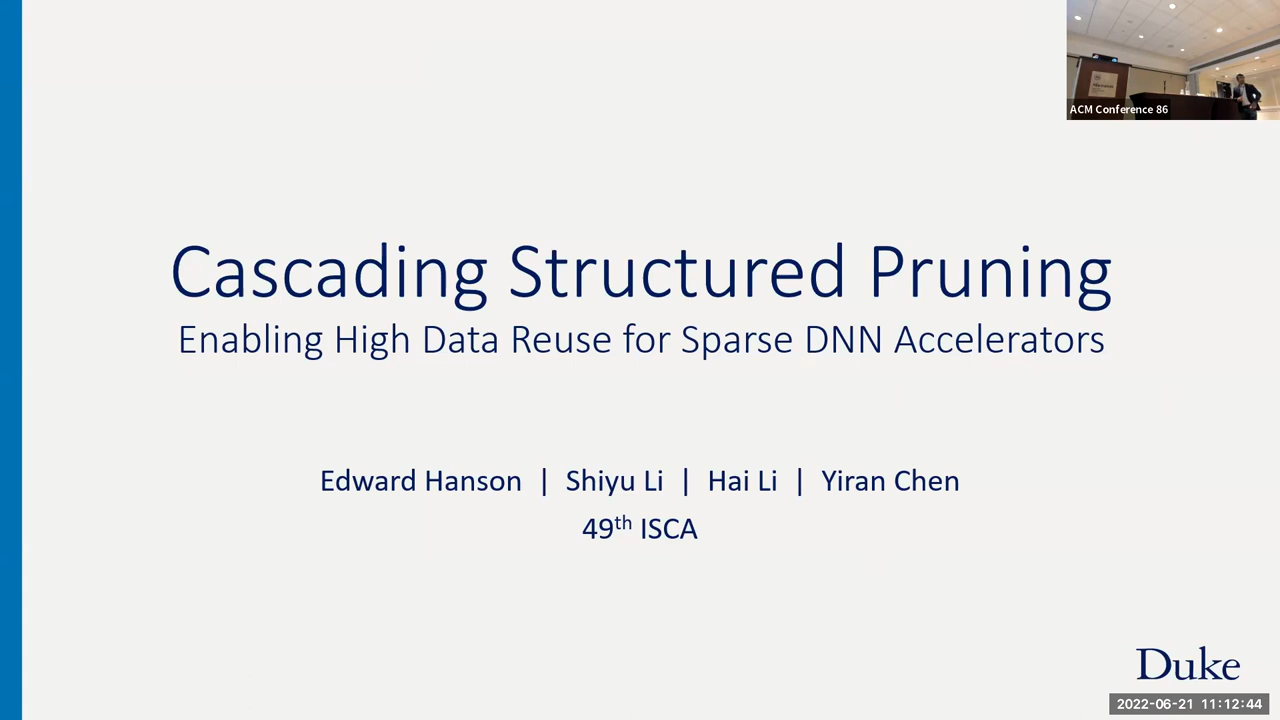 ACM Conference 86
Cascading Structured Pruning
Enabling High Data Reuse for Sparse DNN Accelerators
Edward Hanson | Shiyu Li | Hai Li | Yiran Chen
49th ISCA
Duke
2022-06-21 11:12:44